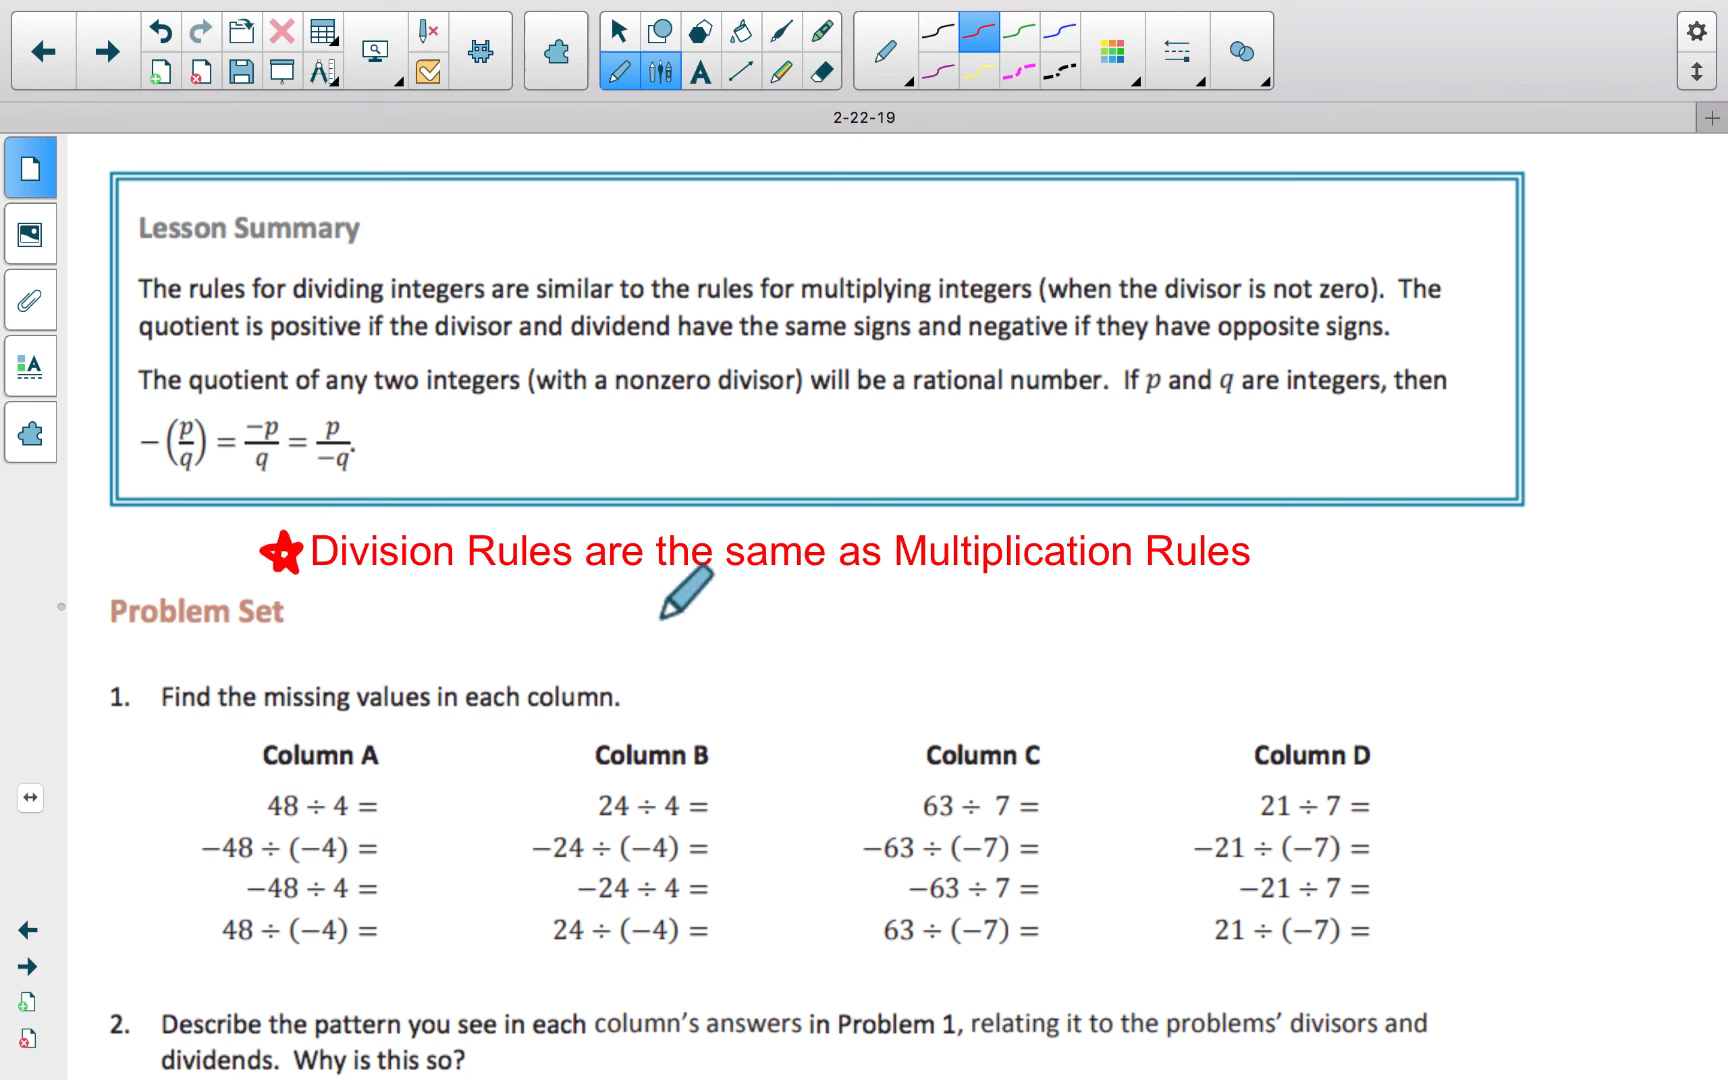 2-22-19
Lesson Summary
The rules for dividing integers are similar to the rules for multiplying integers (when the divisor is not zero).  The
quotient is positive if the divisor and dividend have the same signs and negative if they have opposite signs.
The quotient of any two integers (with a nonzero divisor) will be a rational number.  If p and q are integers, then
−(p/q) = −p/q = p/−q.
Division Rules are the same as Multiplication Rules
Problem Set
1. Find the missing values in each column.
Column A Column B Column C Column D
48 ÷ 4 = 24 ÷ 4 = 63 ÷ 7 = 21 ÷ 7 =
−48 ÷ (−4) = −24 ÷ (−4) = −63 ÷ (−7) = −21 ÷ (−7) =
−48 ÷ 4 = −24 ÷ 4 = −63 ÷ 7 = −21 ÷ 7 =
48 ÷ (−4) = 24 ÷ (−4) = 63 ÷ (−7) = 21 ÷ (−7) =
2. Describe the pattern you see in each column’s answers in Problem 1, relating it to the problems’ divisors and
dividends.  Why is this so?